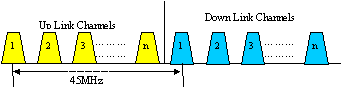 Up Link Channels
Down Link Channels
1 2 3 ......... n 1 2 3 ......... n
45MHz